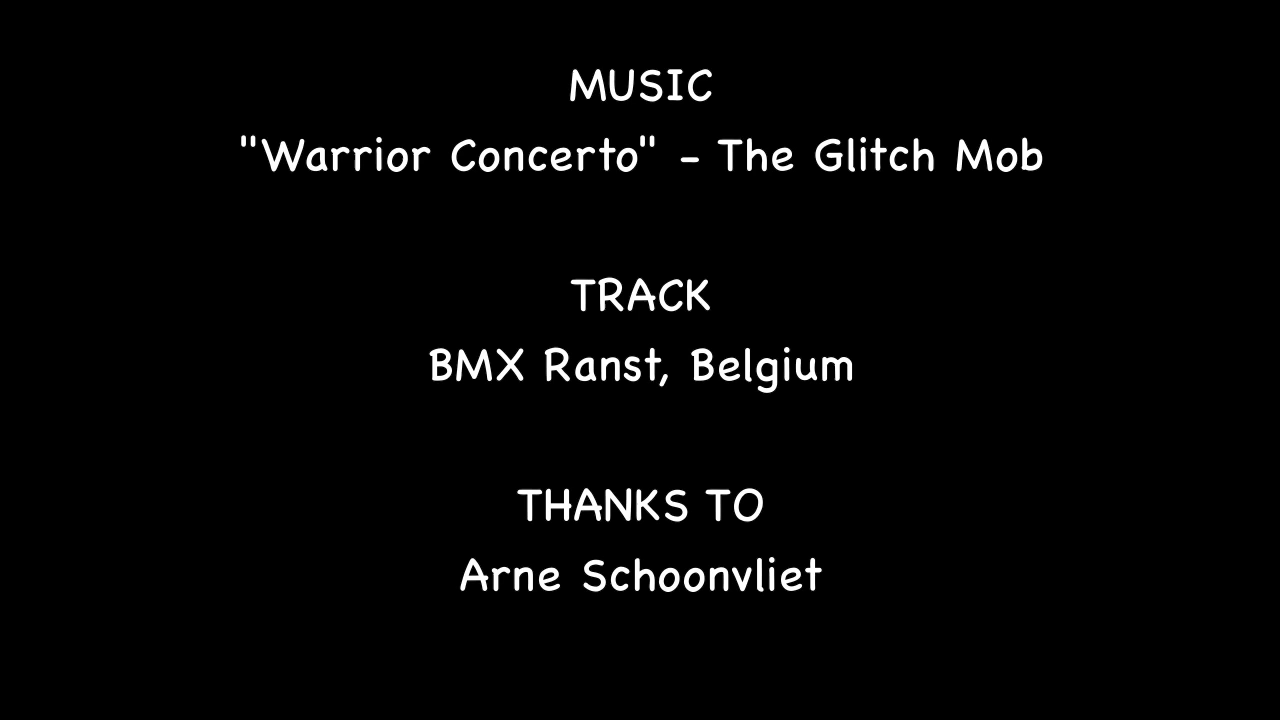 MUSIC
"Warrior Concerto" - The Glitch Mob
TRACK
BMX Ranst, Belgium
THANKS TO
Arne Schoonvliet